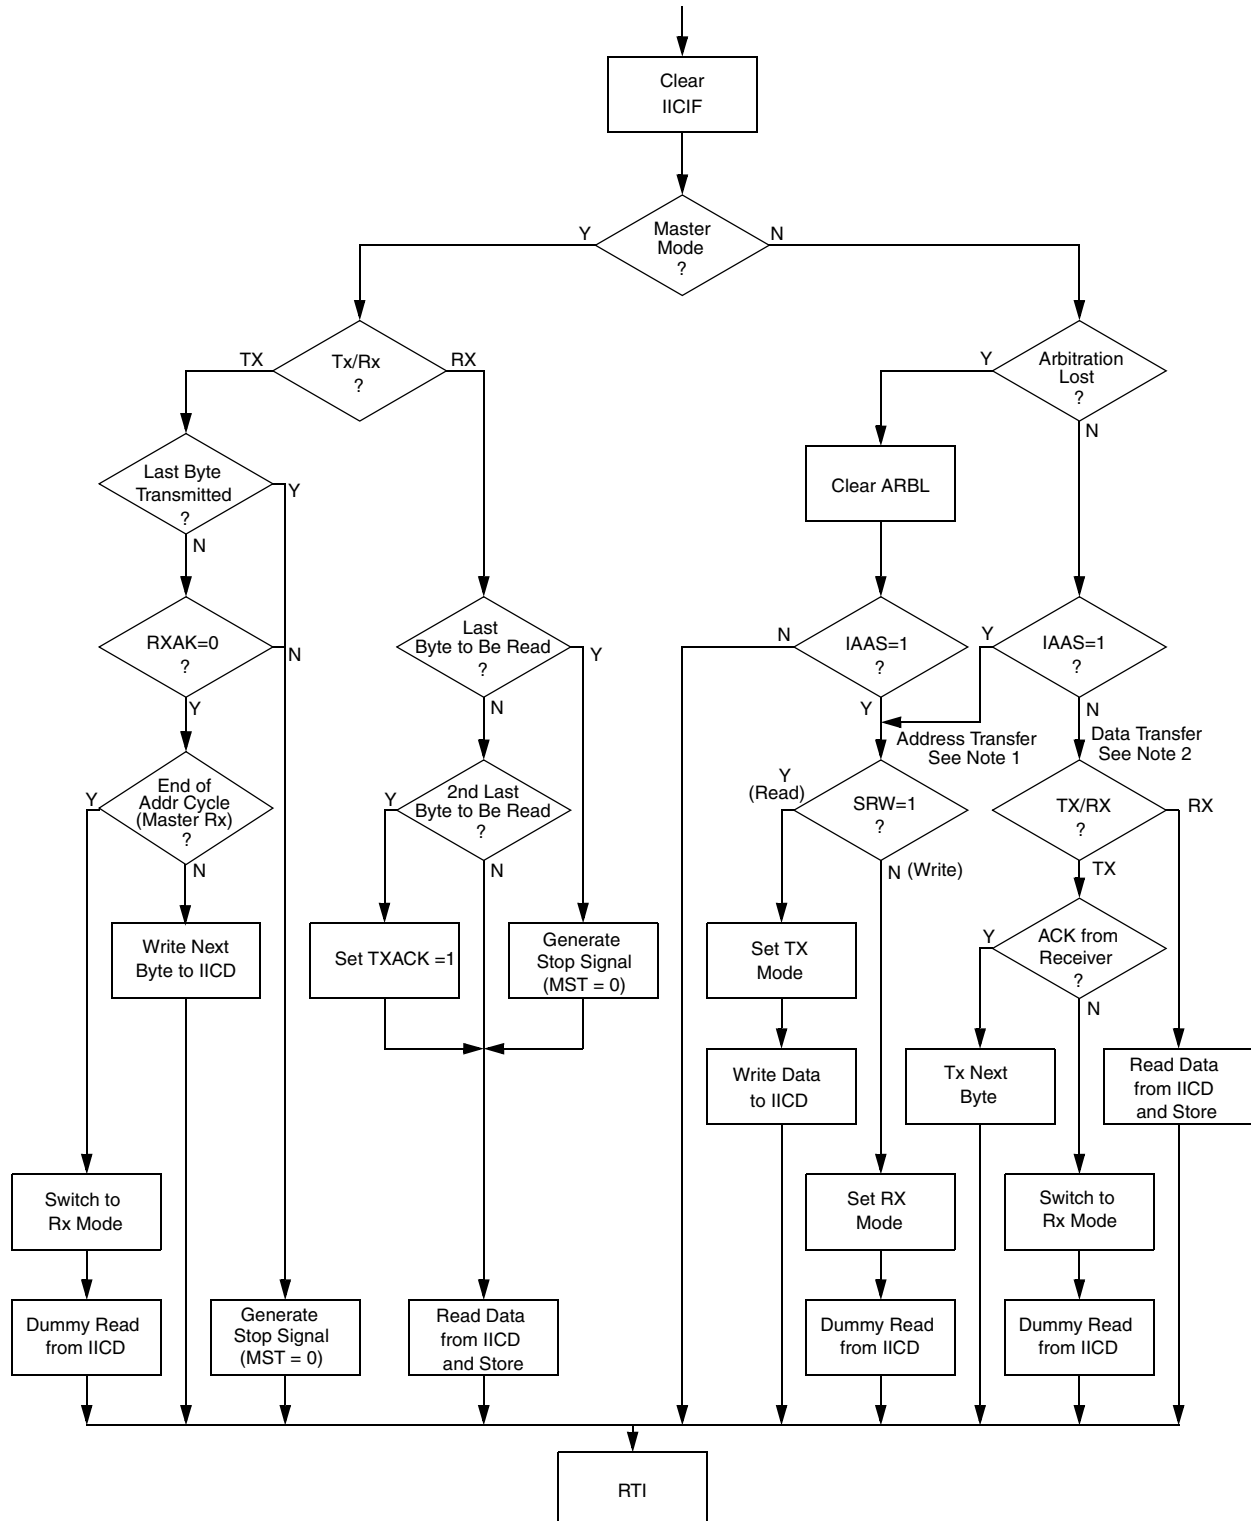 Clear
IICIF
Master
Mode
?
Y
N
Tx/Rx
?
TX
RX
Arbitration
Lost
?
Y
N
Last Byte
Transmitted
?
Y
N
Clear ARBL
RXAK=0
?
N
Y
Last
Byte to Be Read
?
Y
N
IAAS=1
?
N
Y
IAAS=1
?
Y
N
Address Transfer
See Note 1
Data Transfer
See Note 2
End of
Addr Cycle
(Master Rx)
?
Y
N
2nd Last
Byte to Be Read
?
Y
N
Y
(Read)
SRW=1
?
N (Write)
TX/RX
?
RX
TX
Write Next
Byte to IICD
Set TXACK =1
Generate
Stop Signal
(MST = 0)
Set TX
Mode
ACK from
Receiver
?
Y
N
Write Data
to IICD
Tx Next
Byte
Read Data
from IICD
and Store
Switch to
Rx Mode
Set RX
Mode
Switch to
Rx Mode
Dummy Read
from IICD
Generate
Stop Signal
(MST = 0)
Read Data
from IICD
and Store
Dummy Read
from IICD
Dummy Read
from IICD
RTI